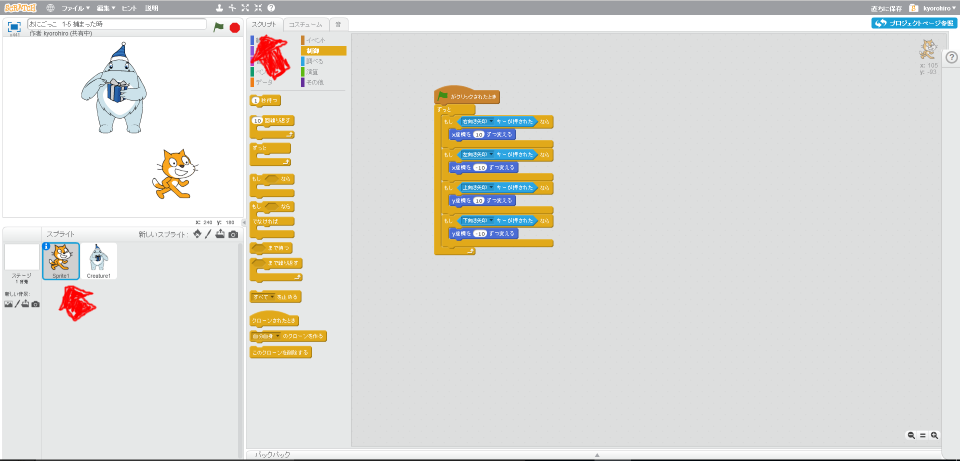 SCRATCH
ファイル▼ 編集▼ ヒント 説明
直ちに保存 kyorohiro▼
おにごっこ 1-5 捕まった時
作者 kyorohiro (共有中)
スクリプト コスチューム 音
プロジェクトページ参照
イベント
制御
調べる
演算
データ その他
1 秒待つ
10 回繰り返す
ずっと
もし なら
もし なら
でなければ
まで待つ
まで繰り返す
すべて▼ を止める
クローンされたとき
自分自身▼ のクローンを作る
このクローンを削除する
がクリックされたとき
ずっと
もし 右向き矢印▼ キーが押された なら
x座標を 10 ずつ変える
もし 左向き矢印▼ キーが押された なら
x座標を -10 ずつ変える
もし 上向き矢印▼ キーが押された なら
y座標を 10 ずつ変える
もし 下向き矢印▼ キーが押された なら
y座標を -10 ずつ変える
x: 240 y: 180
スプライト 新しいスプライト:
ステージ
1 背景
新しい背景:
Sprite1
Creature1
バックパック